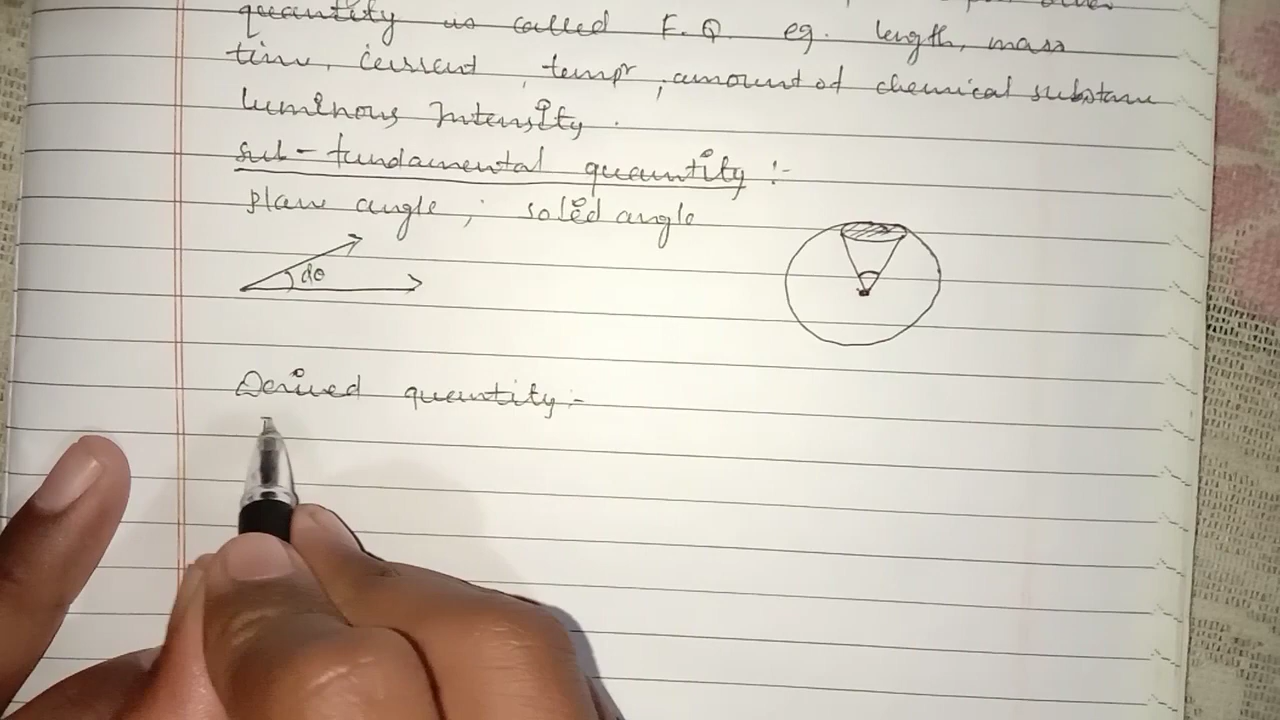 quantity is called F.Q. eg. length, mass
time, current, tempr, amount of chemical substance
luminous Intensity.
sub-fundamental quantity :-
plane angle, solid angle
dθ
Derived quantity :-